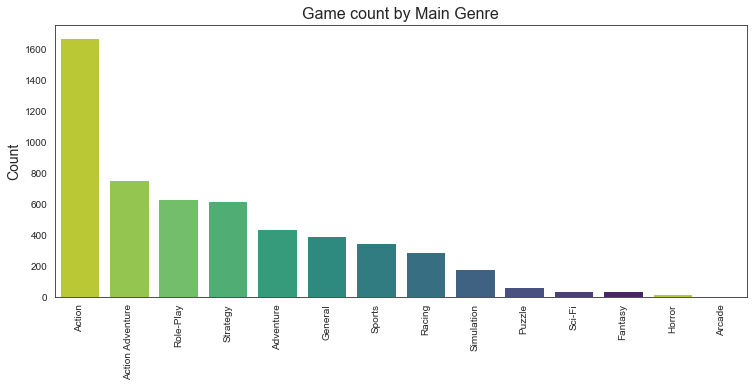 Game count by Main Genre
Count
1600
1400
1200
1000
800
600
400
200
0
Action
Action Adventure
Role-Play
Strategy
Adventure
General
Sports
Racing
Simulation
Puzzle
Sci-Fi
Fantasy
Horror
Arcade